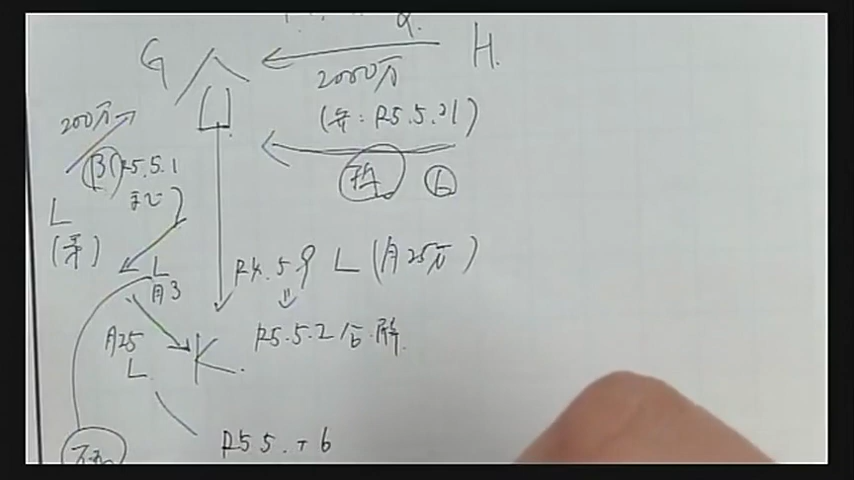 G
H.
2000万
200万
(弁:R5.5.21)
R5.5.1
まで)
L
(弟)
L
月3
R4.5.9 L (月25万)
⇓
R5.5.2 合.解.
月25
L
K.
R5 5.